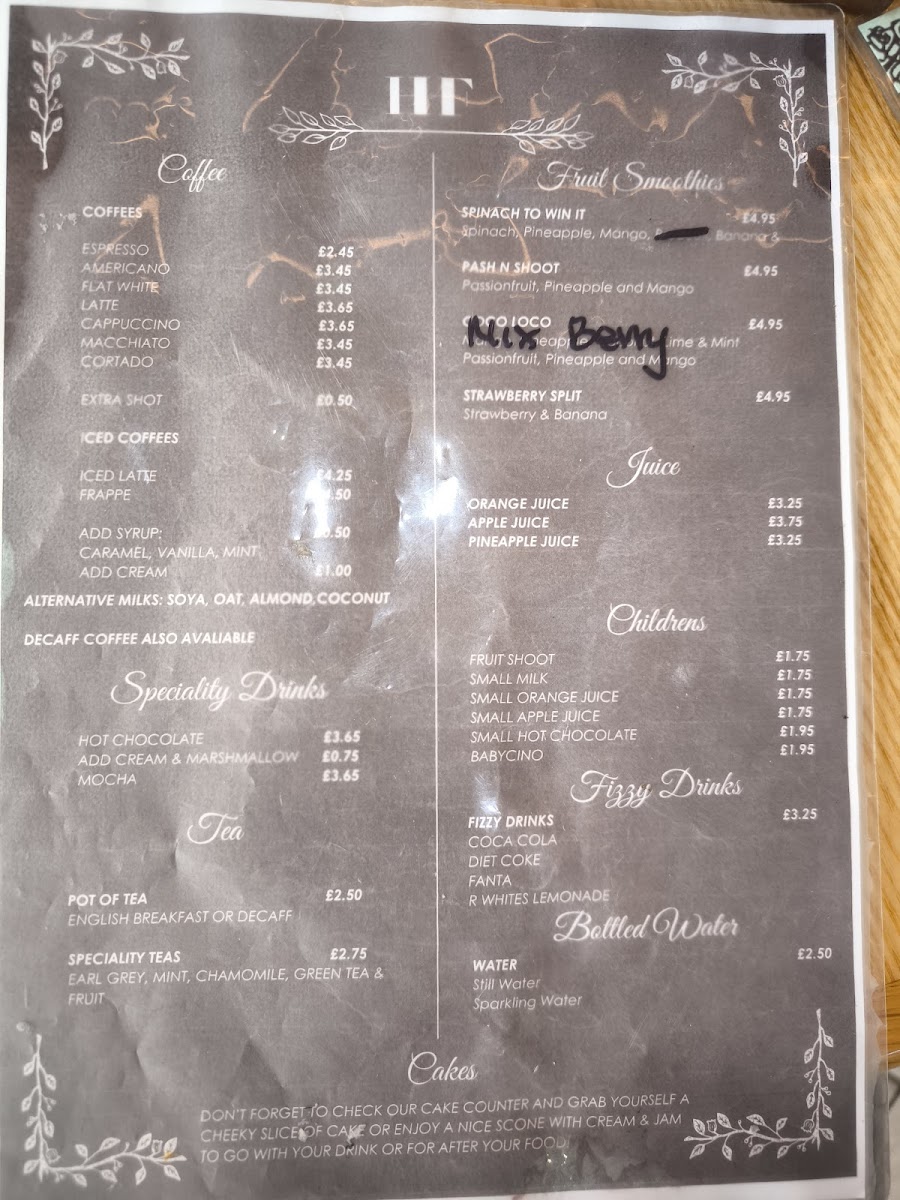 HF
Coffee
COFFEES
ESPRESSO £2.45
AMERICANO £3.45
FLAT WHITE £3.45
LATTE £3.65
CAPPUCCINO £3.65
MACCHIATO £3.45
CORTADO £3.45
EXTRA SHOT £0.50
ICED COFFEES
ICED LATTE £4.25
FRAPPE .50
ADD SYRUP: £0.50
CARAMEL, VANILLA, MINT
ADD CREAM £1.00
ALTERNATIVE MILKS: SOYA, OAT, ALMOND,COCONUT
DECAFF COFFEE ALSO AVALIABLE
Speciality Drinks
HOT CHOCOLATE £3.65
ADD CREAM & MARSHMALLOW £0.75
MOCHA £3.65
Tea
POT OF TEA £2.50
ENGLISH BREAKFAST OR DECAFF
SPECIALITY TEAS £2.75
EARL GREY, MINT, CHAMOMILE, GREEN TEA &
FRUIT
Fruit Smoothies
SPINACH TO WIN IT £4.95
Spinach, Pineapple, Mango, Banana &
PASH N SHOOT £4.95
Passionfruit, Pineapple and Mango
COCO LOCO £4.95
Mix Berry
Lime & Mint
Passionfruit, Pineapple and Mango
STRAWBERRY SPLIT £4.95
Strawberry & Banana
Juice
ORANGE JUICE £3.25
APPLE JUICE £3.75
PINEAPPLE JUICE £3.25
Childrens
FRUIT SHOOT £1.75
SMALL MILK £1.75
SMALL ORANGE JUICE £1.75
SMALL APPLE JUICE £1.75
SMALL HOT CHOCOLATE £1.95
BABYCINO £1.95
Fizzy Drinks
FIZZY DRINKS £3.25
COCA COLA
DIET COKE
FANTA
R WHITES LEMONADE
Bottled Water
WATER £2.50
Still Water
Sparkling Water
Cakes
DON'T FORGET TO CHECK OUR CAKE COUNTER AND GRAB YOURSELF A
CHEEKY SLICE OF CAKE OR ENJOY A NICE SCONE WITH CREAM & JAM
TO GO WITH YOUR DRINK OR FOR AFTER YOUR FOOD!